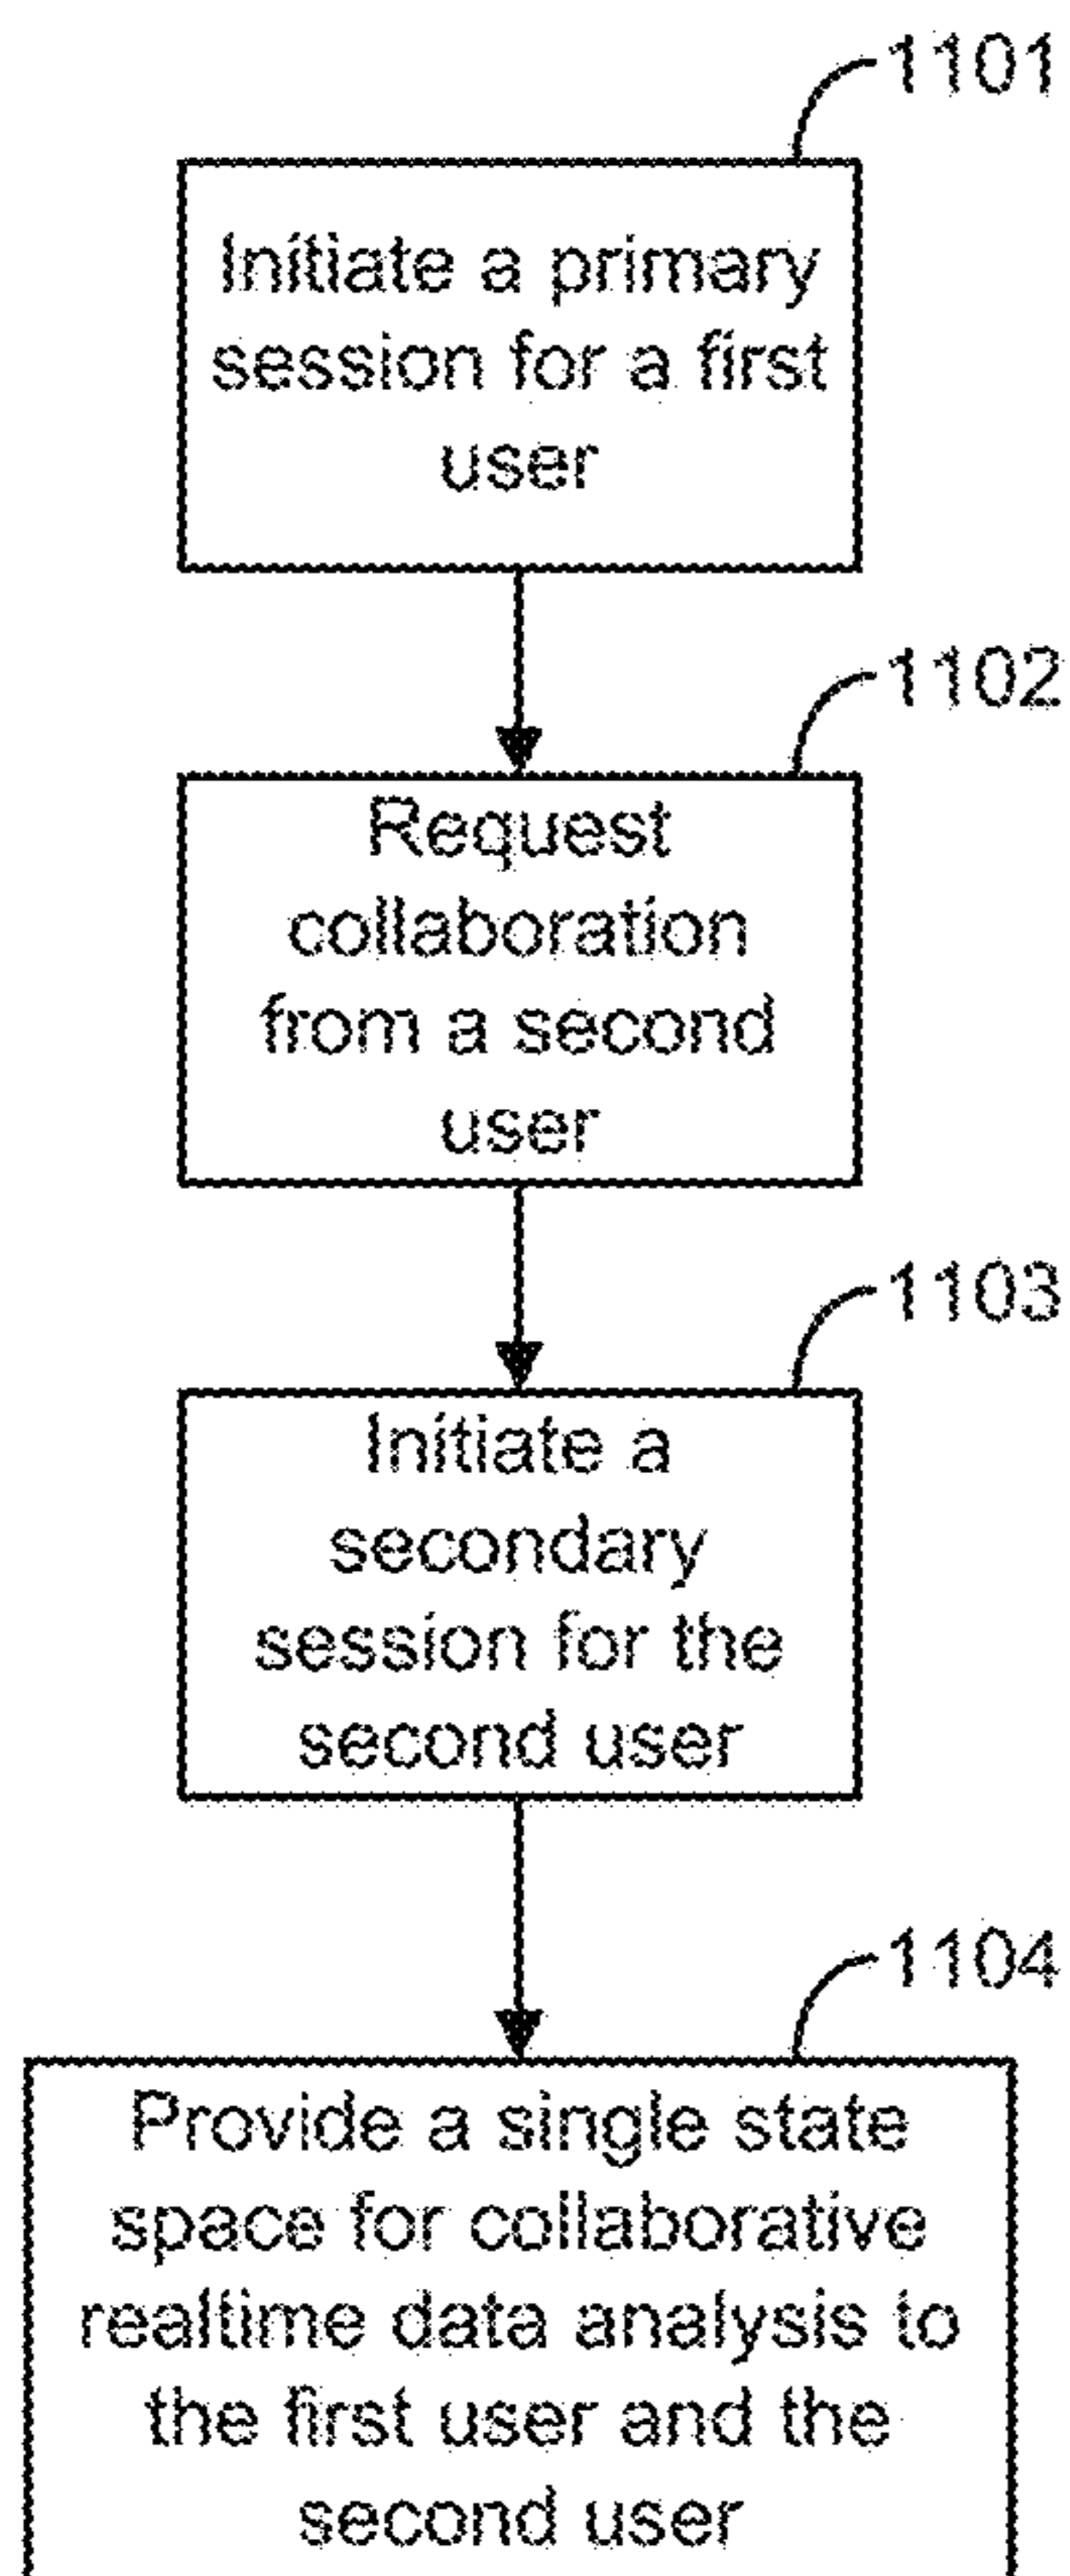 1101
Initiate a primary
session for a first
user
1102
Request
collaboration
from a second
user
1103
Initiate a
secondary
session for the
second user
1104
Provide a single state
space for collaborative
realtime data analysis to
the first user and the
second user